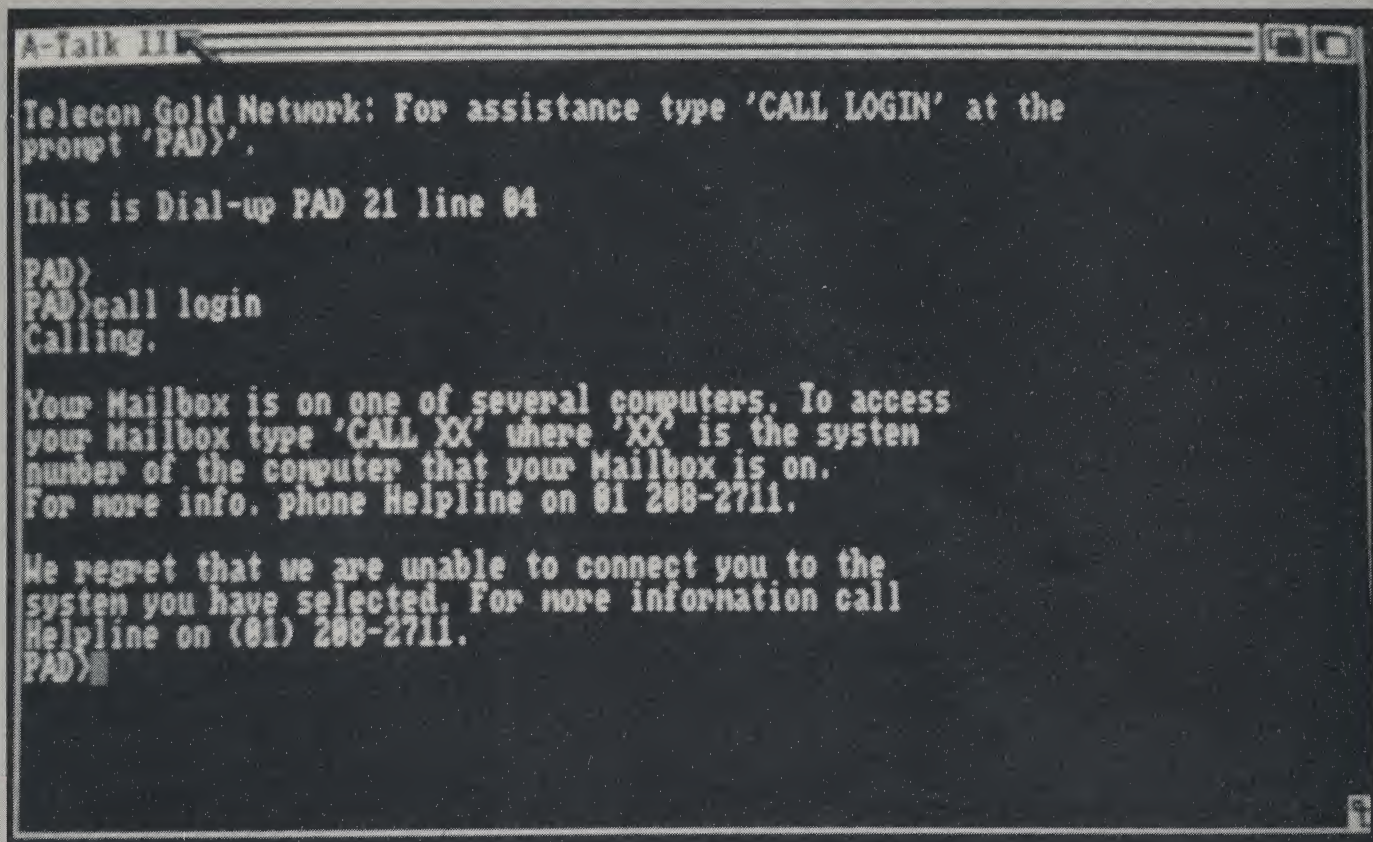 A-Talk II
Telecom Gold Network: For assistance type 'CALL LOGIN' at the
prompt 'PAD>'.
This is Dial-up PAD 21 line 04
PAD>
PAD>call login
Calling.
Your Mailbox is on one of several computers. To access
your Mailbox type 'CALL XX' where 'XX' is the system
number of the computer that your Mailbox is on.
For more info. phone Helpline on 01 208-2711.
We regret that we are unable to connect you to the
system you have selected. For more information call
Helpline on (01) 208-2711.
PAD>